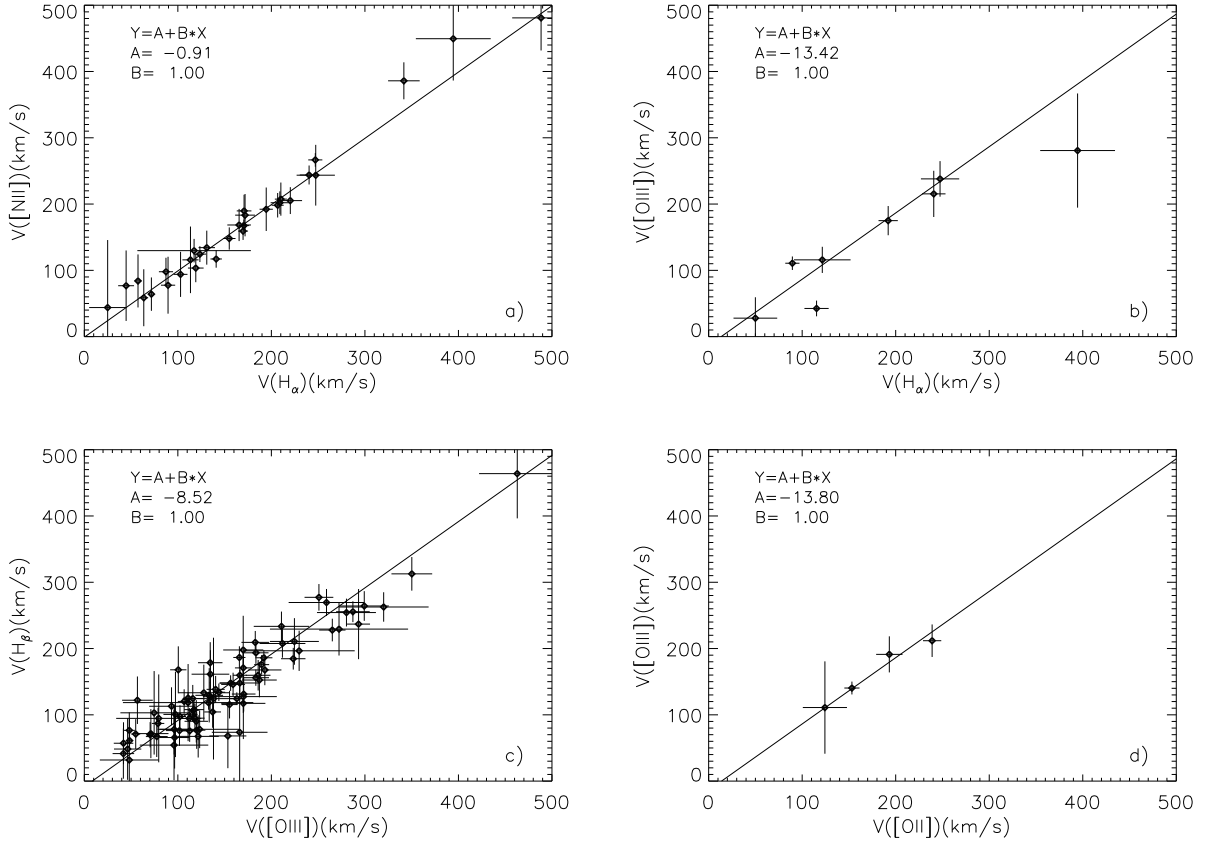 Y=A+B*X
A= −0.91
B= 1.00
a)
500
400
300
200
100
0
0 100 200 300 400 500
V([NII])(km/s)
V(Hα)(km/s)
Y=A+B*X
A=−13.42
B= 1.00
b)
500
400
300
200
100
0
0 100 200 300 400 500
V([OIII])(km/s)
V(Hα)(km/s)
Y=A+B*X
A= −8.52
B= 1.00
c)
500
400
300
200
100
0
0 100 200 300 400 500
V(Hβ)(km/s)
V([OIII])(km/s)
Y=A+B*X
A=−13.80
B= 1.00
d)
500
400
300
200
100
0
0 100 200 300 400 500
V([OIII])(km/s)
V([OII])(km/s)